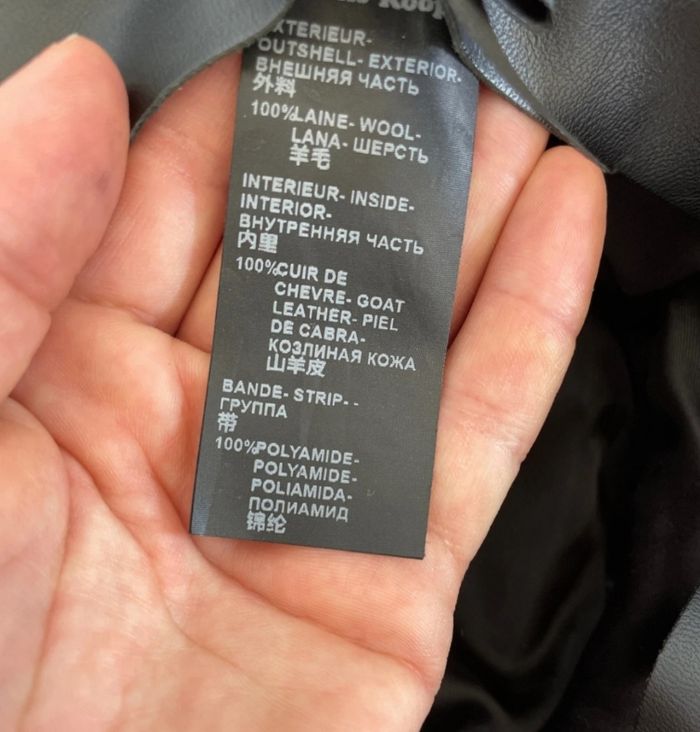 EXTERIEUR-
OUTSHELL- EXTERIOR-
ВНЕШНЯЯ ЧАСТЬ
外料
100%LAINE- WOOL-
LANA- ШЕРСТЬ
羊毛
INTERIEUR- INSIDE-
INTERIOR-
ВНУТРЕННЯЯ ЧАСТЬ
内里
100%CUIR DE
CHEVRE- GOAT
LEATHER- PIEL
DE CABRA-
КОЗЛИНАЯ КОЖА
山羊皮
BANDE- STRIP- -
ГРУППА
带
100%POLYAMIDE-
POLYAMIDE-
POLIAMIDA-
ПОЛИАМИД
锦纶